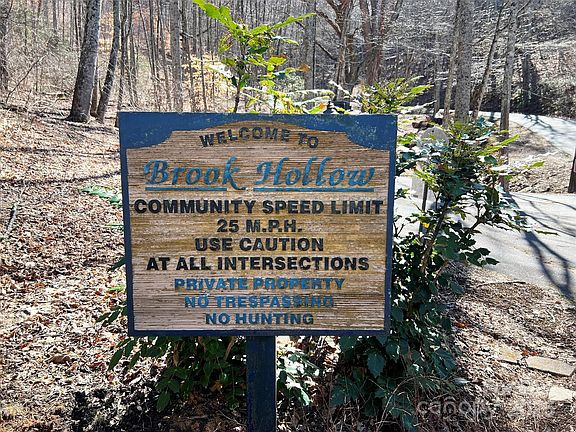 WELCOME TO
Brook Hollow
COMMUNITY SPEED LIMIT
25 M.P.H.
USE CAUTION
AT ALL INTERSECTIONS
PRIVATE PROPERTY
NO TRESPASSING
NO HUNTING